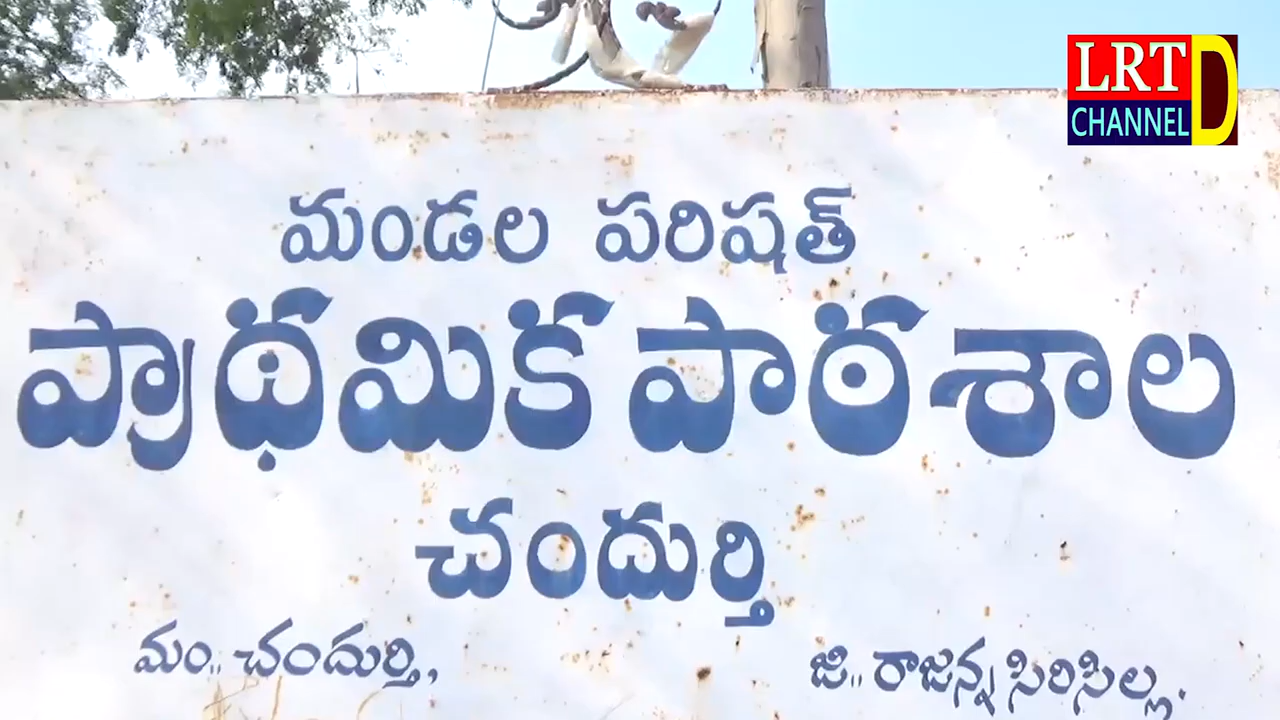 LRT D
CHANNEL
మండల పరిషత్
ప్రాథమిక పాఠశాల
చందుర్తి
మం.. చందుర్తి, జి.. రాజన్న సిరిసిల్ల.